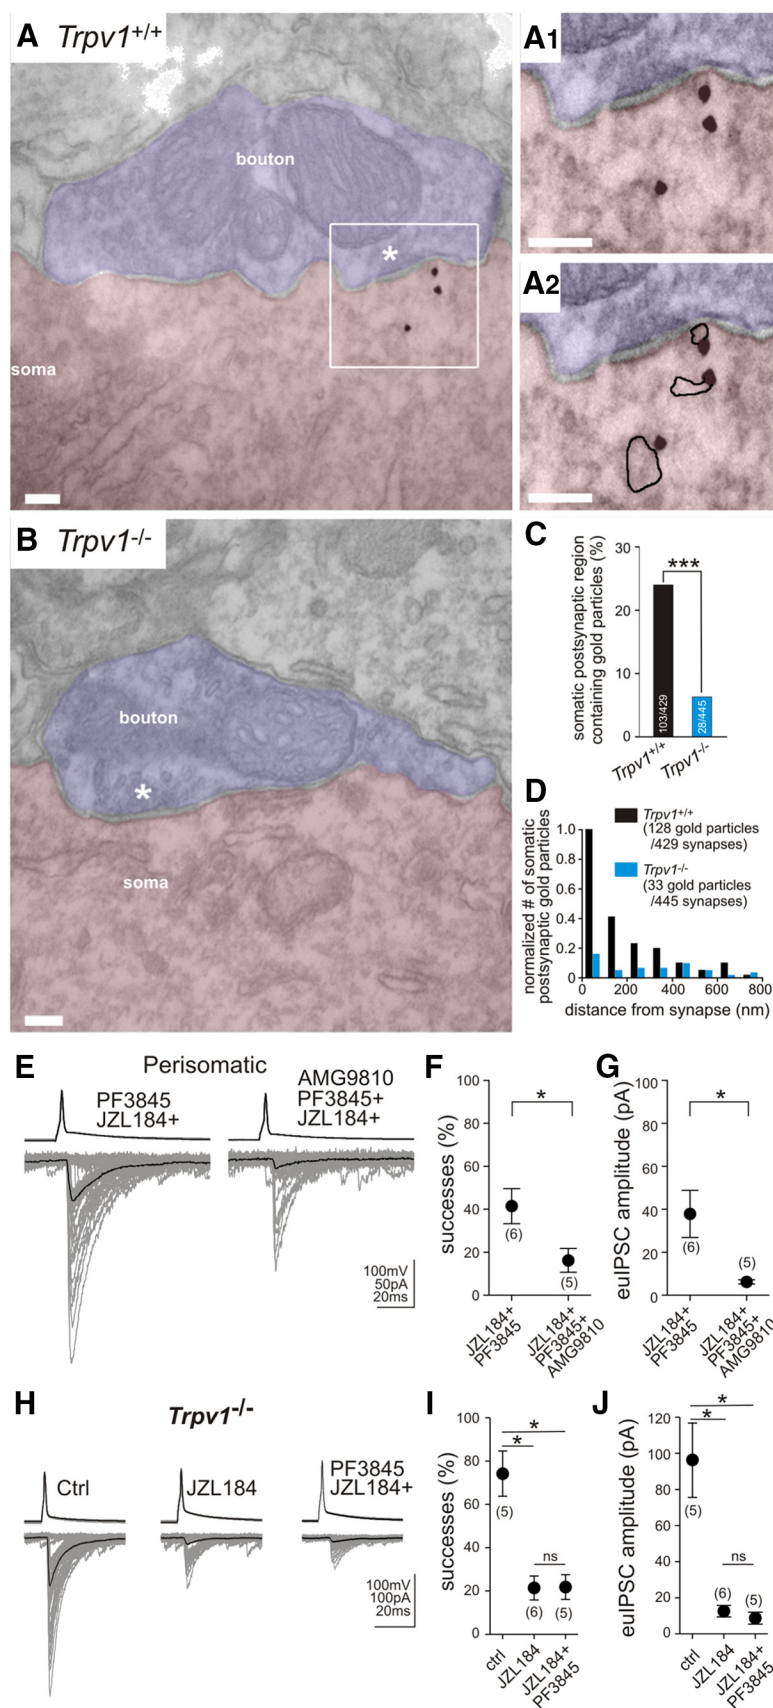 A Trpv1+/+
bouton
*
soma
A1
A2
B Trpv1-/-
bouton
*
soma
C
somatic postsynaptic region
containing gold particles (%)
30
20
10
0
***
103/429
28/445
Trpv1+/+
Trpv1-/-
D
normalized # of somatic
postsynaptic gold particles
1.0
0.8
0.6
0.4
0.2
0
Trpv1+/+
(128 gold particles
/429 synapses)
Trpv1-/-
(33 gold particles
/445 synapses)
0 200 400 600 800
distance from synapse (nm)
E Perisomatic
PF3845
JZL184+
AMG9810
PF3845+
JZL184+
100mV
50pA
20ms
F
successes (%)
100
80
60
40
20
0
*
(6)
(5)
JZL184+
PF3845
JZL184+
PF3845+
AMG9810
G
euIPSC amplitude (pA)
100
80
60
40
20
0
*
(6)
(5)
JZL184+
PF3845
JZL184+
PF3845+
AMG9810
H Trpv1-/-
Ctrl
JZL184
PF3845
JZL184+
100mV
100pA
20ms
I
successes (%)
100
80
60
40
20
0
*
*
(5)
ns
(6)
(5)
ctrl
JZL184
JZL184+
PF3845
J
euIPSC amplitude (pA)
120
100
80
60
40
20
0
*
*
(5)
ns
(6)
(5)
ctrl
JZL184
JZL184+
PF3845